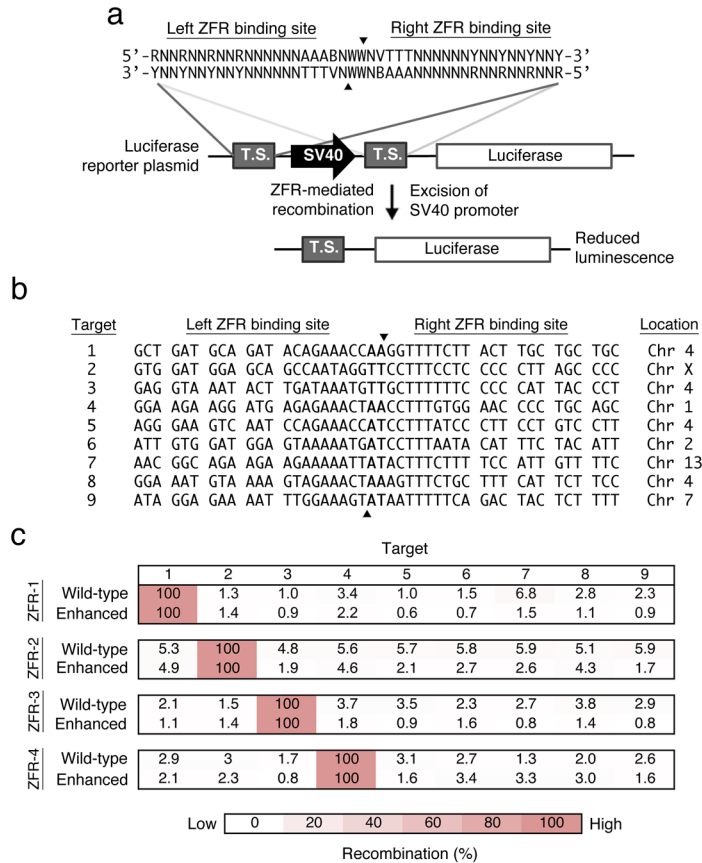 a
Left ZFR binding site Right ZFR binding site
5'-RNNRNNRNNRNNNNNNAAABNWWNVTTTNNNNNNYNNYNNYNNY-3'
3'-YNNYNNYNNYNNNNNNTTTVNWWNBAAANNNNNNRNNRNNRNNR-5'
Luciferase reporter plasmid
T.S. SV40 T.S. Luciferase
ZFR-mediated recombination
Excision of SV40 promoter
T.S. Luciferase
Reduced luminescence
b
Target Left ZFR binding site Right ZFR binding site Location
1 GCT GAT GCA GAT ACAGAAACCAAGGTTTTCTT ACT TGC TGC TGC Chr 4
2 GTG GAT GGA GCA GCCAATAGGTTCCTTTCCTC CCC CTT AGC CCC Chr X
3 GAG GTA AAT ACT TGATAAATGTTGCTTTTTTC CCC CAT TAC CCT Chr 4
4 GGA AGA AGG ATG AGAGAAACTAACCTTTGTGG AAC CCC TGC AGC Chr 1
5 AGG GAA GTC AAT CCAGAAACCATCCTTTATCC CTT CCT GTC CTT Chr 4
6 ATT GTG GAT GGA GTAAAAATGATCCTTTAATA CAT TTC TAC ATT Chr 2
7 AAC GGC AGA AGA AGAAAAATTATACTTTCTTT TCC ATT GTT TTC Chr 13
8 GGA AAT GTA AAA GTAGAAACTAAAGTTTCTGC TTT CAT TCT TCC Chr 4
9 ATA GGA GAA AAT TTGGAAAGTATAATTTTTCA GAC TAC TCT TTT Chr 7
c
Target
1 2 3 4 5 6 7 8 9
ZFR-1
Wild-type 100 1.3 1.0 3.4 1.0 1.5 6.8 2.8 2.3
Enhanced 100 1.4 0.9 2.2 0.6 0.7 1.5 1.1 0.9
ZFR-2
Wild-type 5.3 100 4.8 5.6 5.7 5.8 5.9 5.1 5.9
Enhanced 4.9 100 1.9 4.6 2.1 2.7 2.6 4.3 1.7
ZFR-3
Wild-type 2.1 1.5 100 3.7 3.5 2.3 2.7 3.8 2.9
Enhanced 1.1 1.4 100 1.8 0.9 1.6 0.8 1.4 0.8
ZFR-4
Wild-type 2.9 3 1.7 100 3.1 2.7 1.3 2.0 2.6
Enhanced 2.1 2.3 0.8 100 1.6 3.4 3.3 3.0 1.6
Low 0 20 40 60 80 100 High
Recombination (%)